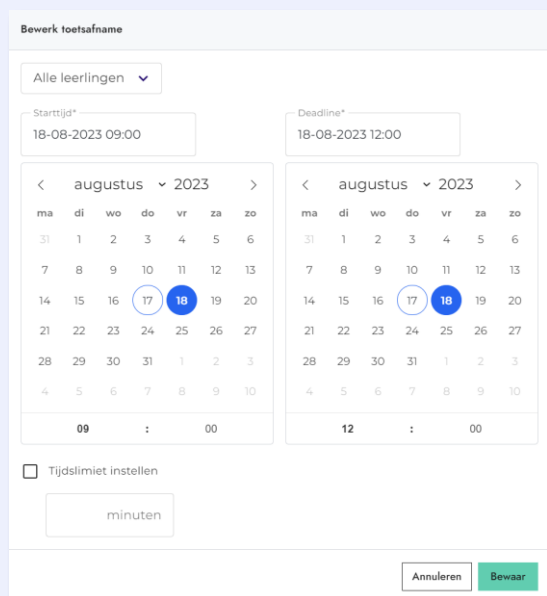 Bewerk toetsafname
Alle leerlingen
Starttijd*
18-08-2023 09:00
augustus 2023
ma di wo do vr za zo
31 1 2 3 4 5 6
7 8 9 10 11 12 13
14 15 16 17 18 19 20
21 22 23 24 25 26 27
28 29 30 31 1 2 3
4 5 6 7 8 9 10
09 : 00
Deadline*
18-08-2023 12:00
augustus 2023
ma di wo do vr za zo
31 1 2 3 4 5 6
7 8 9 10 11 12 13
14 15 16 17 18 19 20
21 22 23 24 25 26 27
28 29 30 31 1 2 3
4 5 6 7 8 9 10
12 : 00
Tijdslimiet instellen
minuten
Annuleren
Bewaar